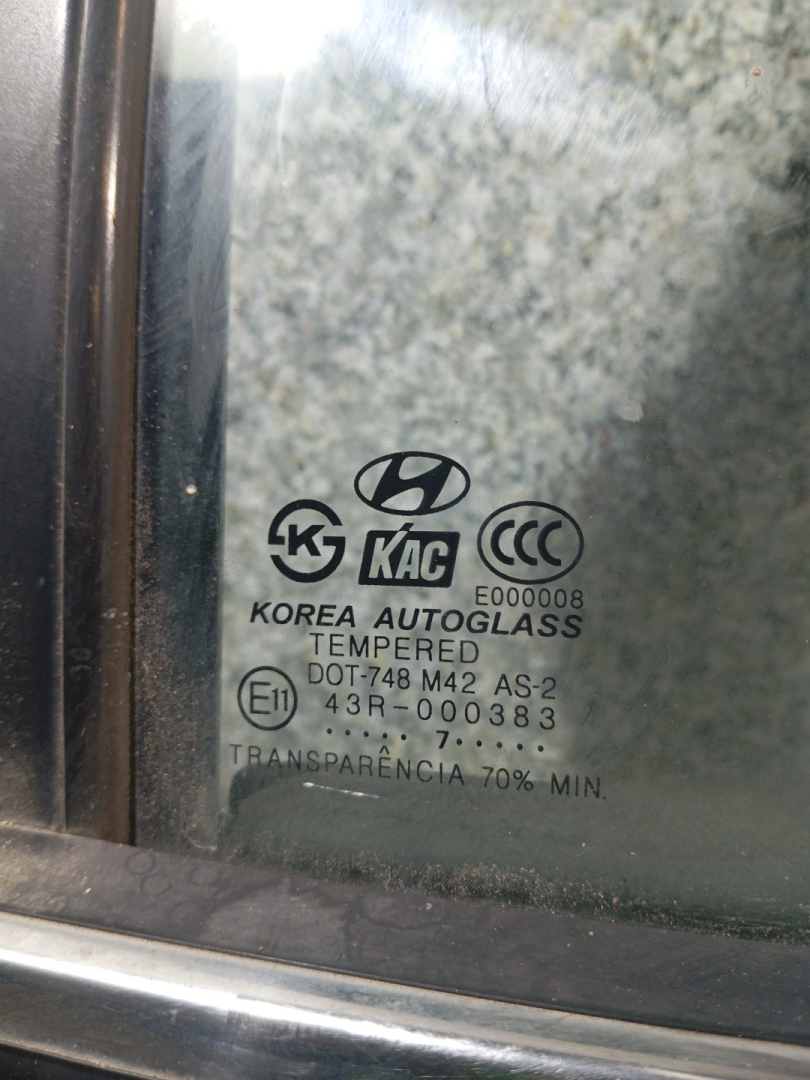 K KAC CCC
E000008
KOREA AUTOGLASS
TEMPERED
DOT-748 M42 AS-2
E11 43R-000383
.....7.....
TRANSPARÊNCIA 70% MIN.